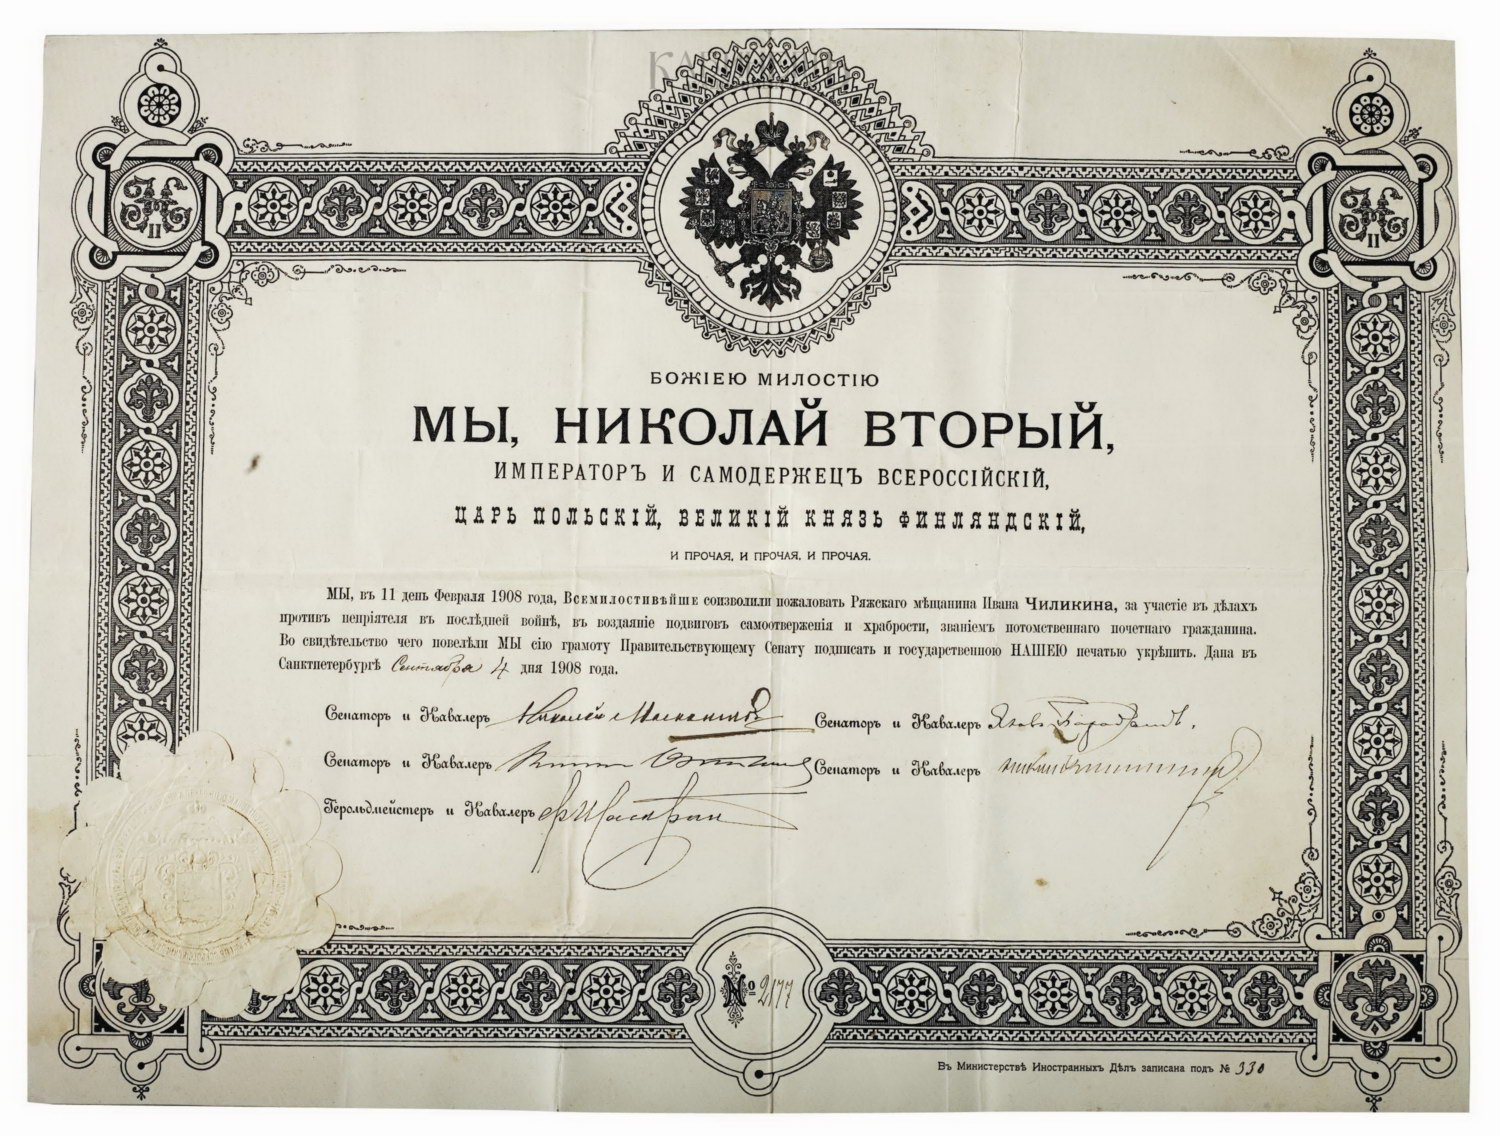 БОЖІЕЮ МИЛОСТІЮ
МЫ, НИКОЛАЙ ВТОРЫЙ,
ИМПЕРАТОРЪ И САМОДЕРЖЕЦЪ ВСЕРОССІЙСКІЙ,
ЦАРЬ ПОЛЬСКІЙ, ВЕЛИКІЙ КНЯЗЬ ФИНЛЯНДСКІЙ,
И ПРОЧАЯ, И ПРОЧАЯ, И ПРОЧАЯ.
МЫ, въ 11 день Февраля 1908 года, Всемилостивѣйше соизволили пожаловать Ряжскаго мѣщанина Ивана Чиликина, за участіе въ дѣлахъ
противъ непріятеля въ послѣдней войнѣ, въ воздаяніе подвиговъ самоотверженія и храбрости, званіемъ потомственнаго почетнаго гражданина.
Во свидѣтельство чего повелѣли МЫ сію грамоту Правительствующему Сенату подписать и государственною НАШЕЮ печатью укрѣпить. Дана въ
Санктпетербургѣ Сентября 4 дня 1908 года.
Сенаторъ и Кавалеръ Николай Сенаторъ и Кавалеръ
Сенаторъ и Кавалеръ Сенаторъ и Кавалеръ
Герольдмейстеръ и Кавалеръ
№ 2177
Въ Министерствѣ Иностранныхъ Дѣлъ записана подъ № 330